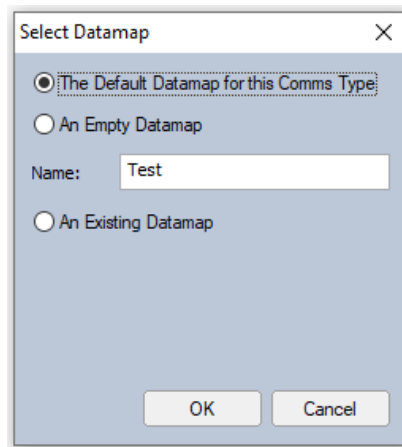 Select Datamap
The Default Datamap for this Comms Type
An Empty Datamap
Name: Test
An Existing Datamap
OK Cancel